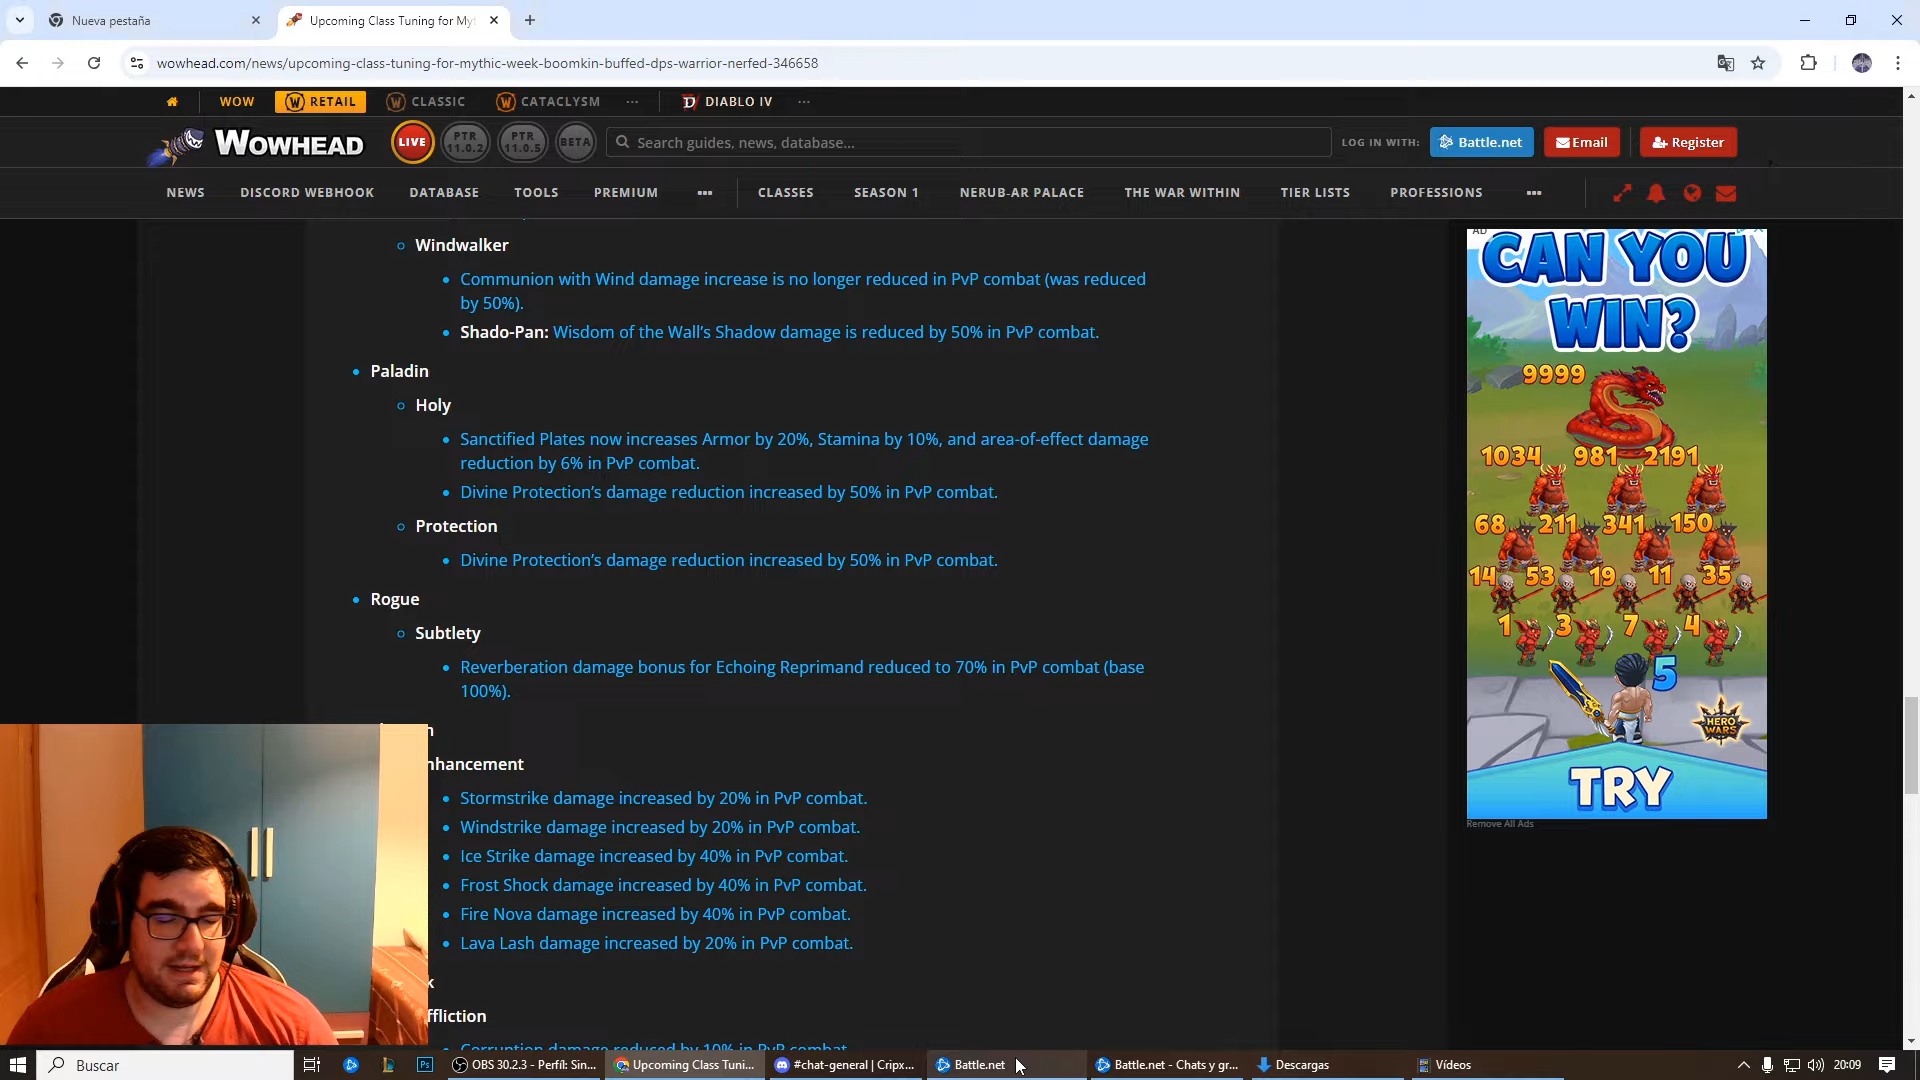 Nueva pestaña
Upcoming Class Tuning for My
wowhead.com/news/upcoming-class-tuning-for-mythic-week-boomkin-buffed-dps-warrior-nerfed-346658
WOW
RETAIL
CLASSIC
CATACLYSM
DIABLO IV
WOWHEAD
LIVE
PTR
11.0.2
PTR
11.0.5
BETA
Search guides, news, database...
LOG IN WITH:
Battle.net
Email
Register
NEWS
DISCORD WEBHOOK
DATABASE
TOOLS
PREMIUM
CLASSES
SEASON 1
NERUB-AR PALACE
THE WAR WITHIN
TIER LISTS
PROFESSIONS
Windwalker
Communion with Wind damage increase is no longer reduced in PvP combat (was reduced
by 50%).
Shado-Pan: Wisdom of the Wall's Shadow damage is reduced by 50% in PvP combat.
Paladin
Holy
Sanctified Plates now increases Armor by 20%, Stamina by 10%, and area-of-effect damage
reduction by 6% in PvP combat.
Divine Protection's damage reduction increased by 50% in PvP combat.
Protection
Divine Protection's damage reduction increased by 50% in PvP combat.
Rogue
Subtlety
Reverberation damage bonus for Echoing Reprimand reduced to 70% in PvP combat (base
100%).
n
nhancement
Stormstrike damage increased by 20% in PvP combat.
Windstrike damage increased by 20% in PvP combat.
Ice Strike damage increased by 40% in PvP combat.
Frost Shock damage increased by 40% in PvP combat.
Fire Nova damage increased by 40% in PvP combat.
Lava Lash damage increased by 20% in PvP combat.
k
ffliction
Corruption damage reduced by 10% in PvP combat.
AD
CAN YOU
WIN?
9999
1034 981 2191
68 211 341 150
14 53 19 11 35
1 3 7 4
5
HERO
WARS
TRY
Remove All Ads
Buscar
OBS 30.2.3 - Perfil: Sin...
Upcoming Class Tuni...
#chat-general | Cripx...
Battle.net
Battle.net - Chats y gr...
Descargas
Vídeos
20:09